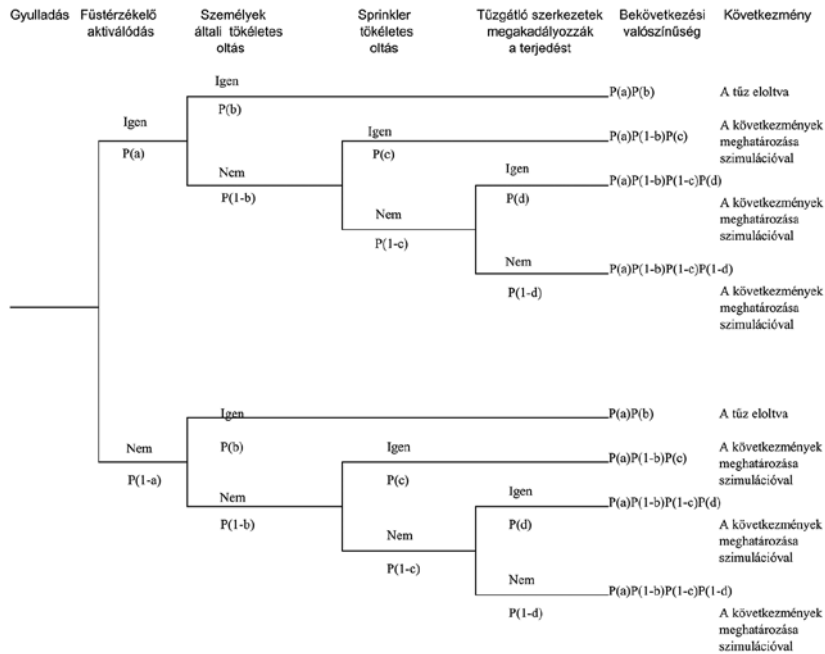 Gyulladás
Füstérzékelő
aktiválódás
Személyek
általi tökéletes
oltás
Sprinkler
tökéletes
oltás
Tűzgátló szerkezetek
megakadályozzák
a terjedést
Bekövetkezési
valószínűség
Következmény
Igen
P(a)
Igen
P(b)
P(a)P(b)
A tűz eloltva
Nem
P(1-b)
Igen
P(c)
P(a)P(1-b)P(c)
A következmények
meghatározása
szimulációval
Nem
P(1-c)
Igen
P(d)
P(a)P(1-b)P(1-c)P(d)
A következmények
meghatározása
szimulációval
Nem
P(1-d)
P(a)P(1-b)P(1-c)P(1-d)
A következmények
meghatározása
szimulációval
Nem
P(1-a)
Igen
P(b)
P(a)P(b)
A tűz eloltva
Nem
P(1-b)
Igen
P(c)
P(a)P(1-b)P(c)
A következmények
meghatározása
szimulációval
Nem
P(1-c)
Igen
P(d)
P(a)P(1-b)P(1-c)P(d)
A következmények
meghatározása
szimulációval
Nem
P(1-d)
P(a)P(1-b)P(1-c)P(1-d)
A következmények
meghatározása
szimulációval